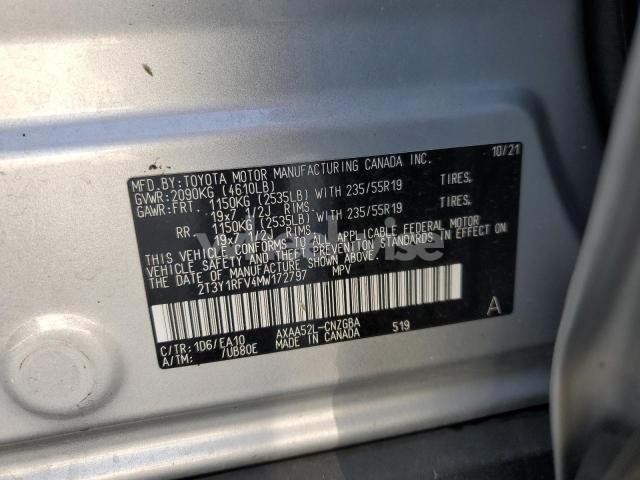 MFD.BY:TOYOTA MOTOR MANUFACTURING CANADA INC. 10/21
GVWR:2090KG (4610LB)
GAWR:FRT. 1150KG (2535LB) WITH 235/55R19 TIRES.
19x7 1/2J RIMS.
RR. 1150KG (2535LB) WITH 235/55R19 TIRES.
19x7 1/2J RIMS.
THIS VEHICLE CONFORMS TO ALL APPLICABLE FEDERAL MOTOR
VEHICLE SAFETY AND THEFT PREVENTION STANDARDS IN EFFECT ON
THE DATE OF MANUFACTURE SHOWN ABOVE.
2T3Y1RFV4MW172797 MPV
A
C/TR:1D6/EA10 AXAA52L-CNZGBA 519
A/TM: /UB80E MADE IN CANADA